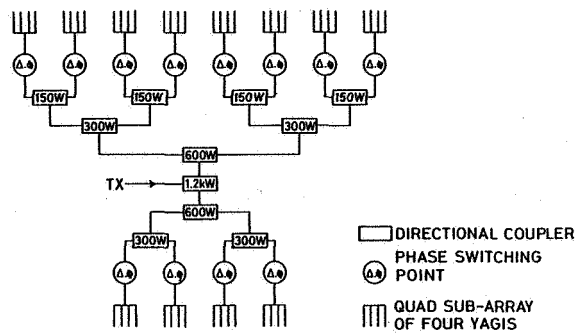 Δ.φ Δ.φ Δ.φ Δ.φ Δ.φ Δ.φ Δ.φ Δ.φ
150W 150W 150W 150W
300W 300W
600W
TX 1.2kW
600W
300W 300W
Δ.φ Δ.φ Δ.φ Δ.φ
DIRECTIONAL COUPLER
Δ.φ PHASE SWITCHING
POINT
QUAD SUB-ARRAY
OF FOUR YAGIS